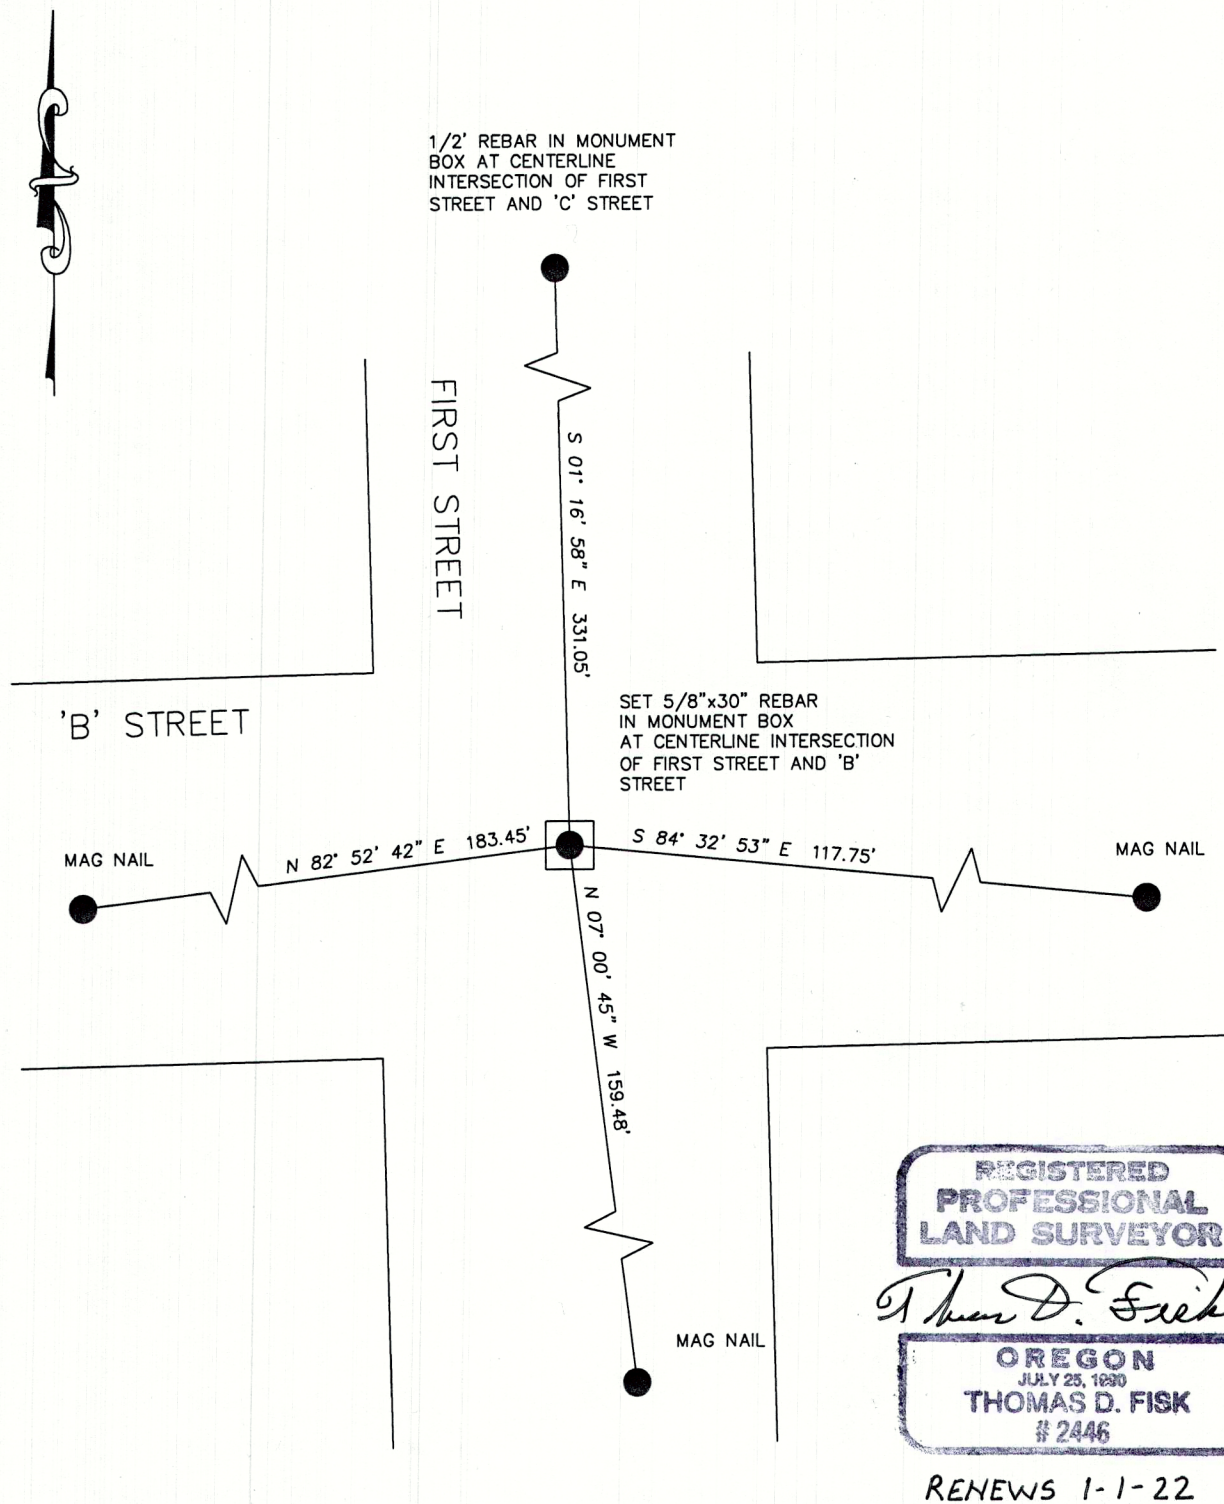 1/2' REBAR IN MONUMENT
BOX AT CENTERLINE
INTERSECTION OF FIRST
STREET AND 'C' STREET
FIRST STREET
S 01° 16' 58" E 331.05'
'B' STREET
SET 5/8"x30" REBAR
IN MONUMENT BOX
AT CENTERLINE INTERSECTION
OF FIRST STREET AND 'B'
STREET
MAG NAIL
N 82° 52' 42" E 183.45'
S 84° 32' 53" E 117.75'
MAG NAIL
N 07° 00' 45" W 159.48'
MAG NAIL
REGISTERED
PROFESSIONAL
LAND SURVEYOR
Thomas D. Fisk
OREGON
JULY 25, 1990
THOMAS D. FISK
# 2446
RENEWS 1-1-22